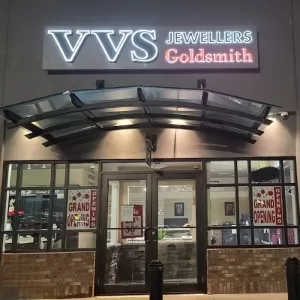 VVS JEWELLERS
Goldsmith
GRAND
OPENING
GRAND
OPENING